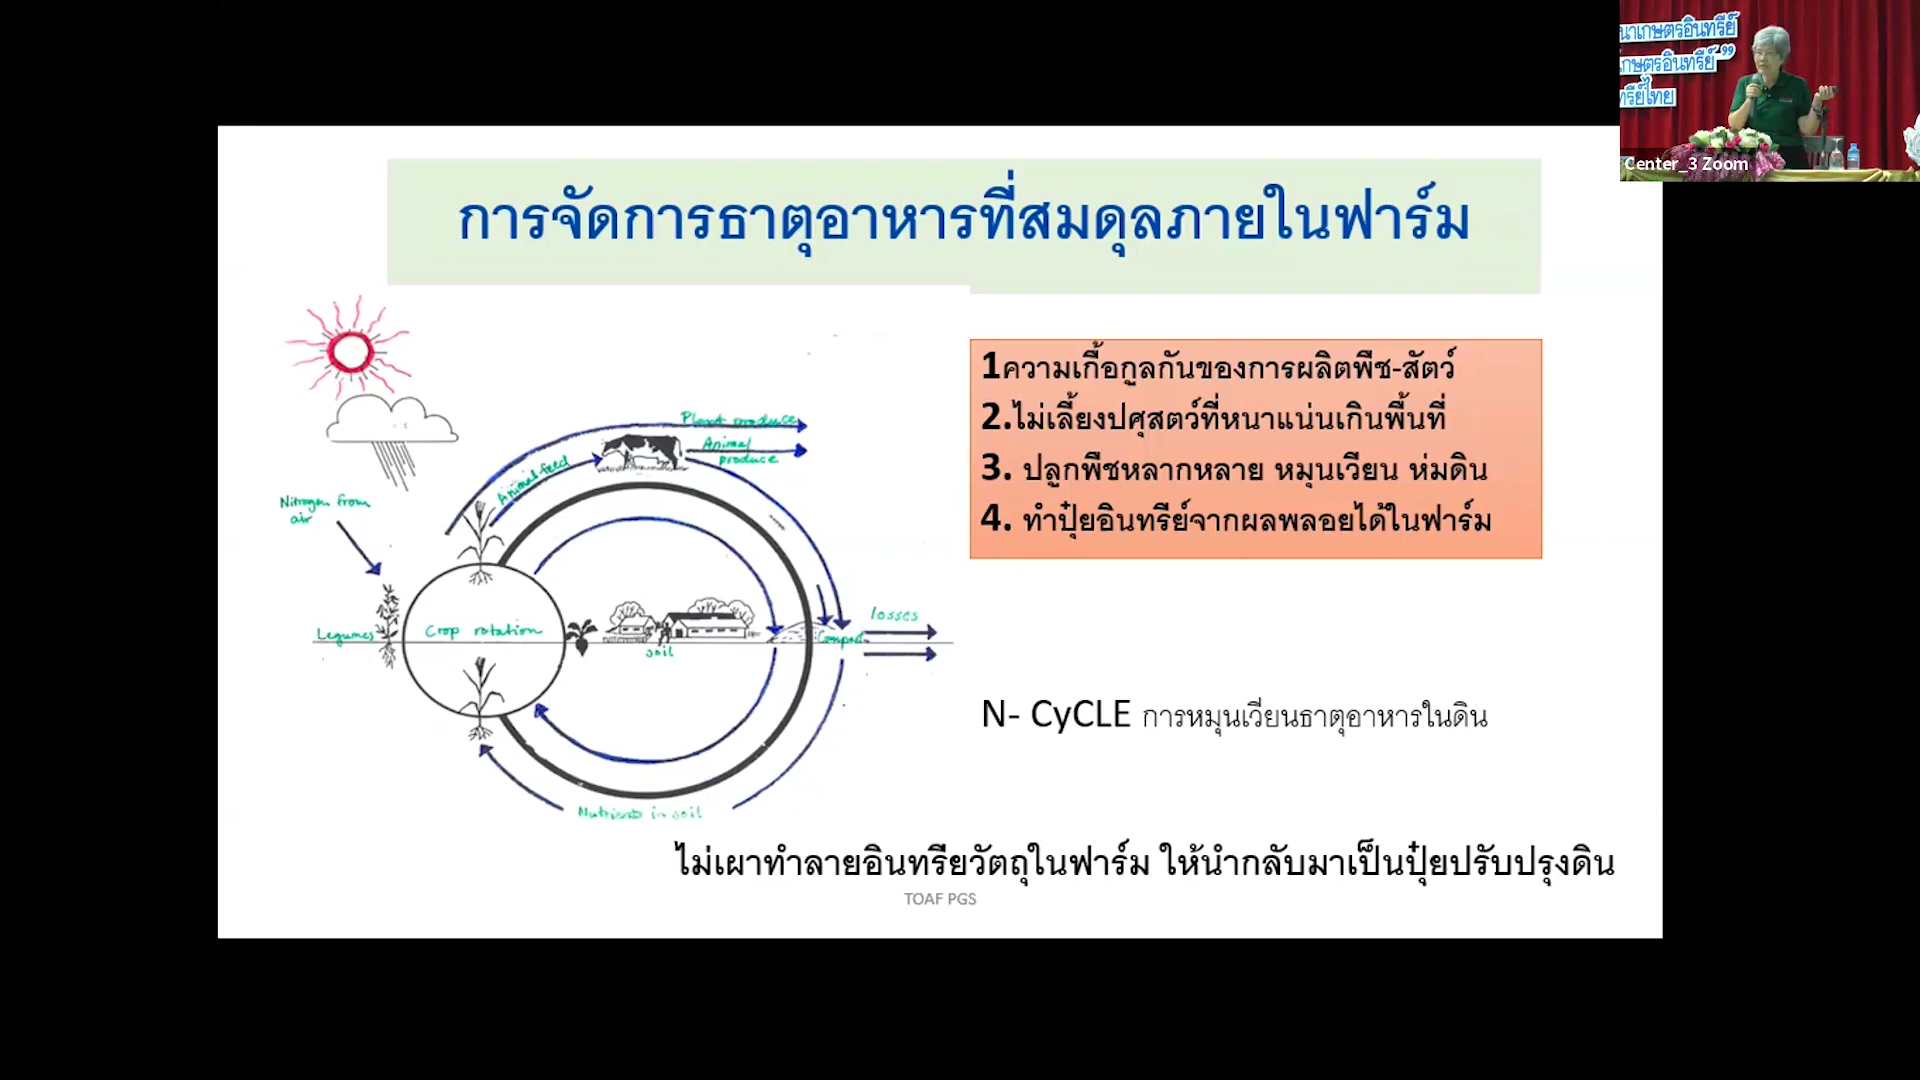 นาเกษตรอินทรีย์
กษตรอินทรีย์ ”
ทรีย์ไทย
Center_3 Zoom
การจัดการธาตุอาหารที่สมดุลภายในฟาร์ม
1ความเกื้อกูลกันของการผลิตพืช-สัตว์
2.ไม่เลี้ยงปศุสตว์ที่หนาแน่นเกินพื้นที่
3. ปลูกพืชหลากหลาย หมุนเวียน ห่มดิน
4. ทำปุ๋ยอินทรีย์จากผลพลอยได้ในฟาร์ม
Plant produce
Animal
produce
Animal feed
Nitrogen from
air
Legumes
Crop rotation
soil
Compost
losses
Nutrients in soil
N- CyCLE การหมุนเวียนธาตุอาหารในดิน
ไม่เผาทำลายอินทรียวัตถุในฟาร์ม ให้นำกลับมาเป็นปุ๋ยปรับปรุงดิน
TOAF PGS